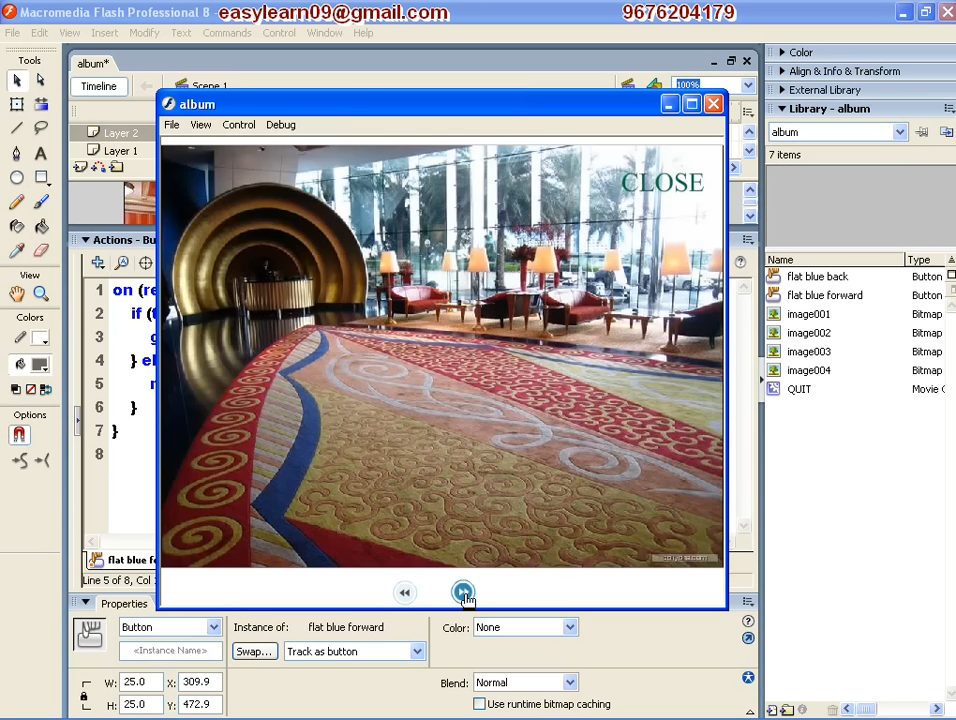 Macromedia Flash Professional 8 - easylearn09@gmail.com 9676204179
File Edit View Insert Modify Text Commands Control Window Help
Tools
album*
Timeline
Scene 1
100%
Color
Align & Info & Transform
External Library
Library - album
album
7 items
album
File View Control Debug
Layer 2
Layer 1
CLOSE
Actions - Bu
Name Type
flat blue back Button
flat blue forward Button
image001 Bitmap
image002 Bitmap
image003 Bitmap
image004 Bitmap
QUIT Movie C
View
Colors
Options
1 on (re
2 if (
3 g
4 } el
5
6 }
7 }
8
flat blue fo
Line 5 of 8, Col
Properties
Button
Instance of: flat blue forward
Color: None
<Instance Name>
Swap...
Track as button
W: 25.0 X: 309.9
H: 25.0 Y: 472.9
Blend: Normal
Use runtime bitmap caching